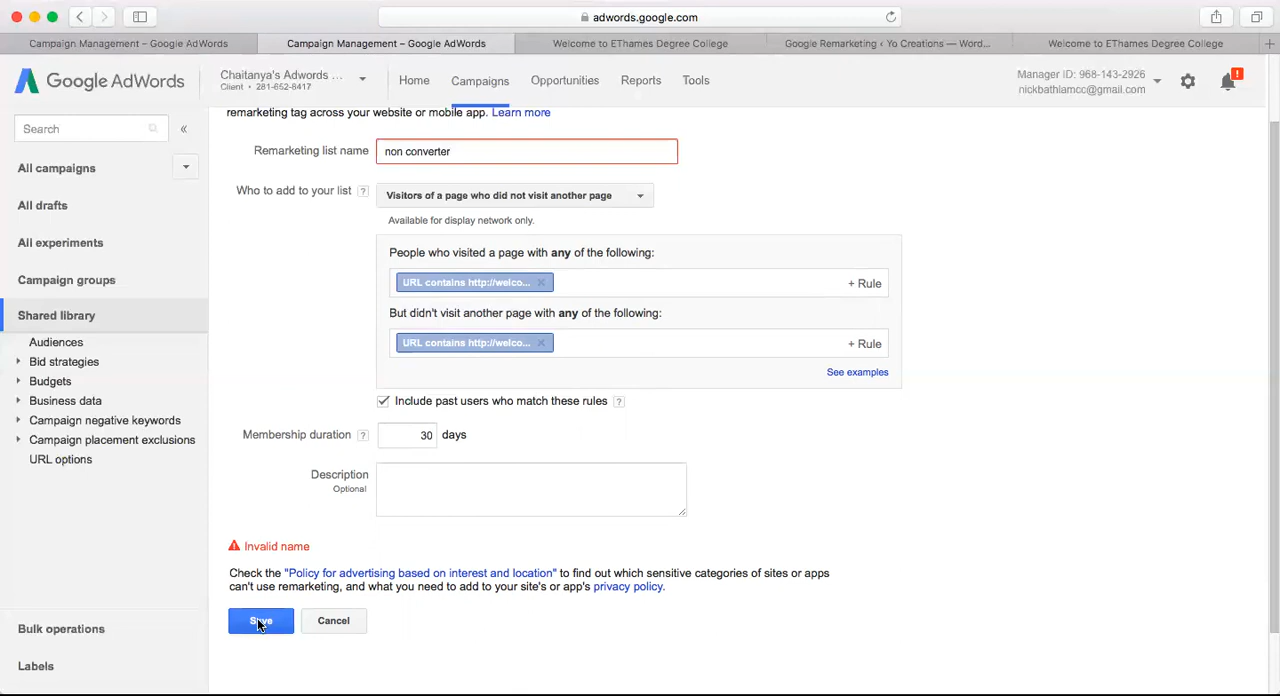 adwords.google.com
Campaign Management – Google AdWords
Campaign Management – Google AdWords
Welcome to EThames Degree College
Google Remarketing ‹ Yo Creations — Word...
Welcome to EThames Degree College
Google AdWords
Chaitanya's Adwords ...
Client • 281-652-8417
Home
Campaigns
Opportunities
Reports
Tools
Manager ID: 968-143-2926
nickbathlamcc@gmail.com
!
Search
«
All campaigns
All drafts
All experiments
Campaign groups
Shared library
Audiences
Bid strategies
Budgets
Business data
Campaign negative keywords
Campaign placement exclusions
URL options
Bulk operations
Labels
remarketing tag across your website or mobile app. Learn more
Remarketing list name
non converter
Who to add to your list ?
Visitors of a page who did not visit another page
Available for display network only.
People who visited a page with any of the following:
URL contains http://welco... ×
+ Rule
But didn't visit another page with any of the following:
URL contains http://welco... ×
+ Rule
See examples
Include past users who match these rules ?
Membership duration ? 30 days
Description
Optional
Invalid name
Check the "Policy for advertising based on interest and location" to find out which sensitive categories of sites or apps
can't use remarketing, and what you need to add to your site's or app's privacy policy.
Save
Cancel